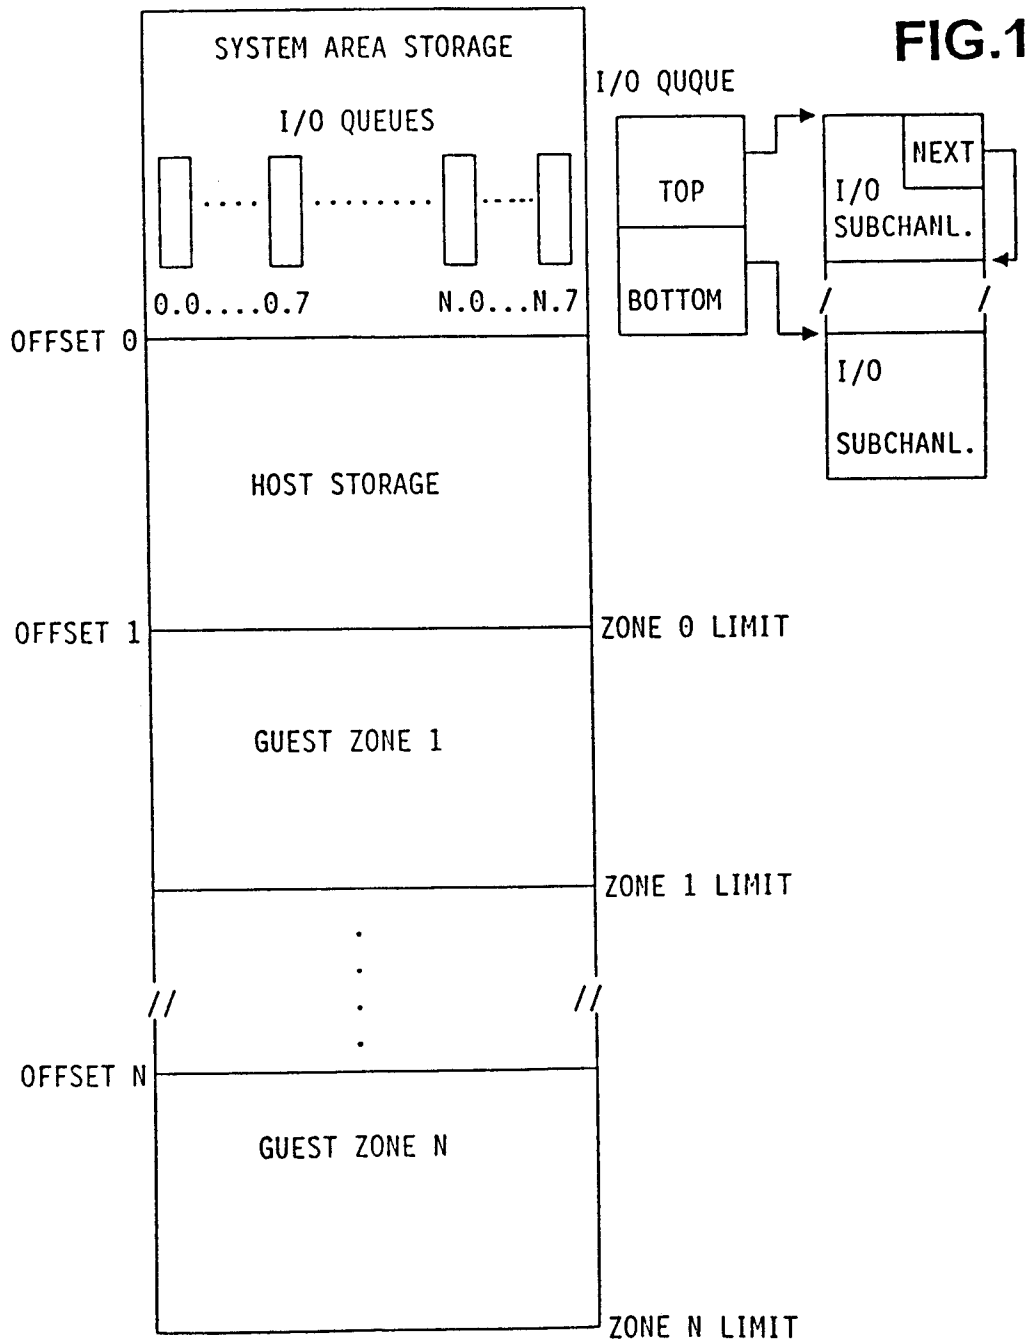 FIG.1
SYSTEM AREA STORAGE
I/O QUEUES
0.0....0.7
N.0...N.7
I/O QUQUE
TOP
BOTTOM
NEXT
I/O
SUBCHANL.
I/O
SUBCHANL.
OFFSET 0
HOST STORAGE
OFFSET 1
ZONE 0 LIMIT
GUEST ZONE 1
ZONE 1 LIMIT
OFFSET N
GUEST ZONE N
ZONE N LIMIT